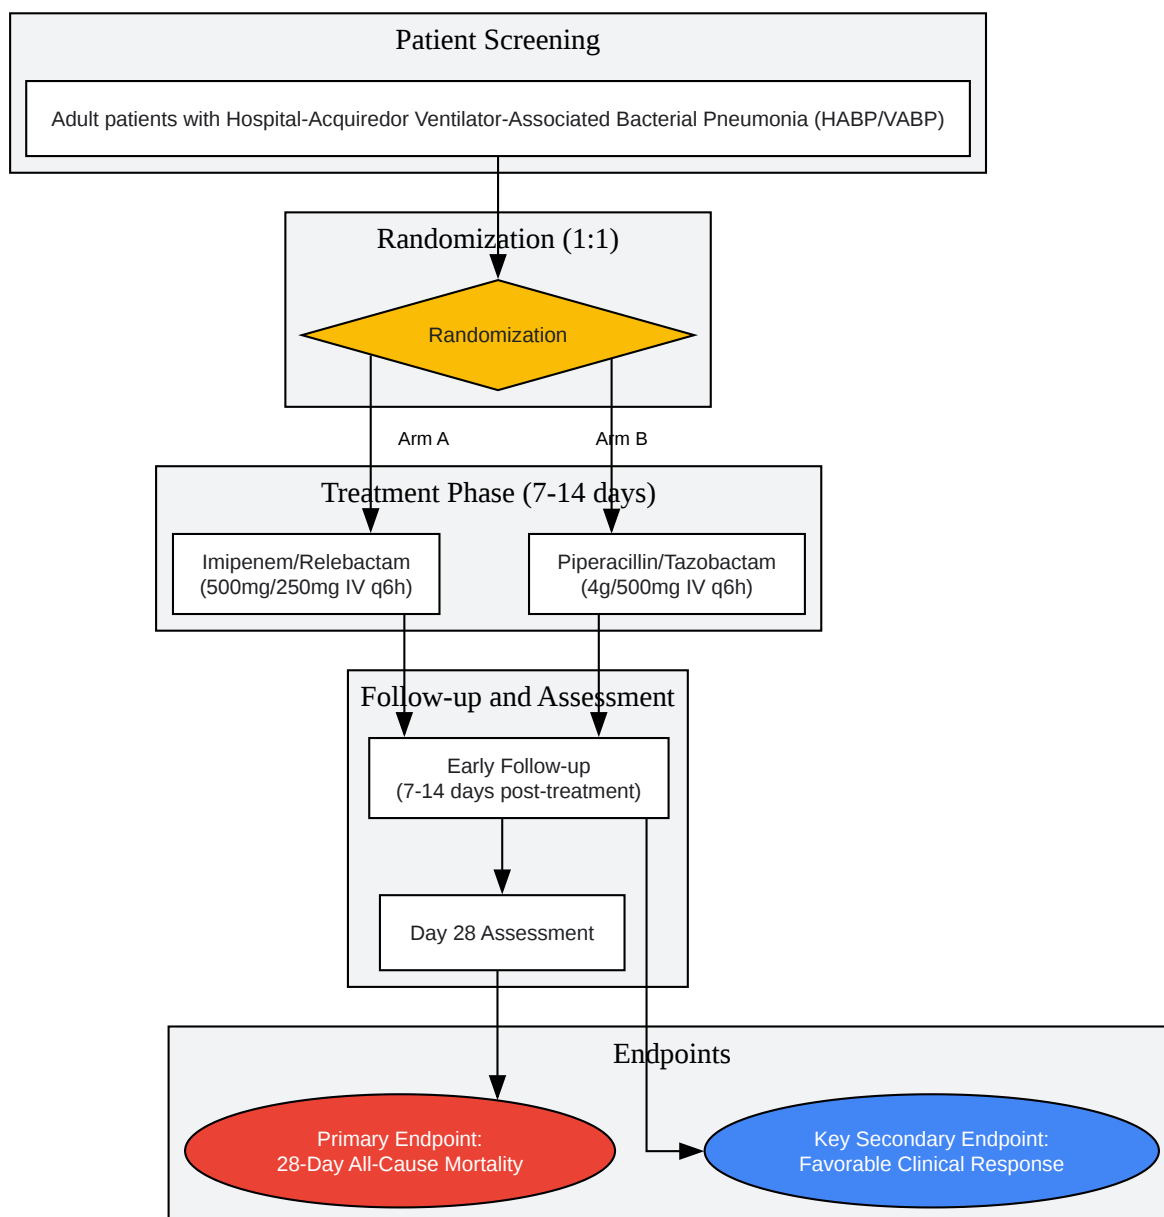 Patient Screening
Adult patients with Hospital-Acquiredor Ventilator-Associated Bacterial Pneumonia (HABP/VABP)
Randomization (1:1)
Randomization
Arm A
Arm B
Treatment Phase (7-14 days)
Imipenem/Relebactam
(500mg/250mg IV q6h)
Piperacillin/Tazobactam
(4g/500mg IV q6h)
Follow-up and Assessment
Early Follow-up
(7-14 days post-treatment)
Day 28 Assessment
Endpoints
Primary Endpoint:
28-Day All-Cause Mortality
Key Secondary Endpoint:
Favorable Clinical Response